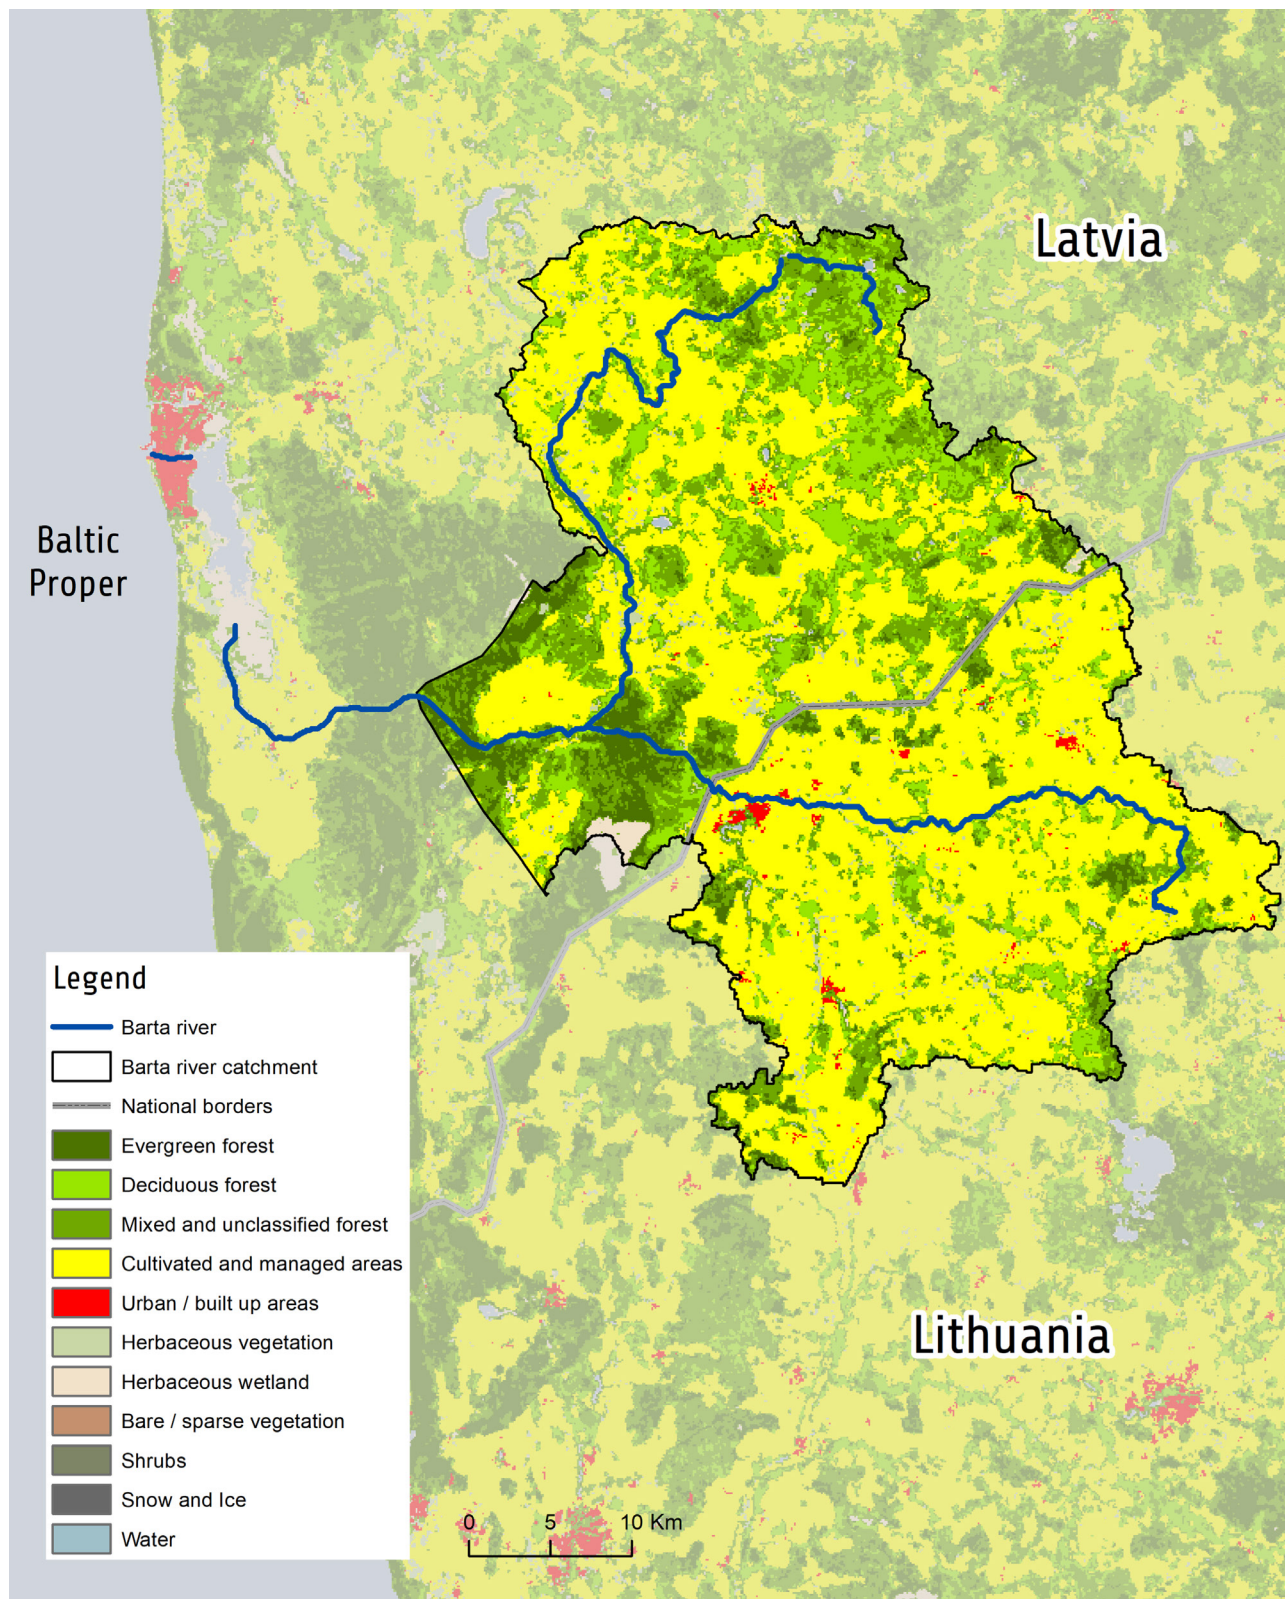 Latvia
Baltic
Proper
Legend
Barta river
Barta river catchment
National borders
Evergreen forest
Deciduous forest
Mixed and unclassified forest
Cultivated and managed areas
Urban / built up areas
Herbaceous vegetation
Herbaceous wetland
Bare / sparse vegetation
Shrubs
Snow and Ice
Water
Lithuania
0 5 10 Km